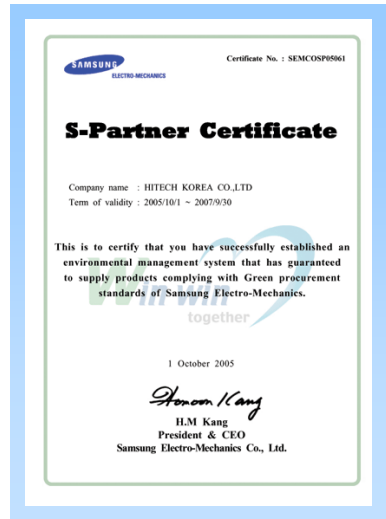 Certificate No. : SEMCOSP05061
SAMSUNG
ELECTRO-MECHANICS
S-Partner Certificate
Company name : HITECH KOREA CO.,LTD
Term of validity : 2005/10/1 ~ 2007/9/30
This is to certify that you have successfully established an
environmental management system that has guaranteed
to supply products complying with Green procurement
standards of Samsung Electro-Mechanics.
Win-win
together
1 October 2005
H.M Kang
President & CEO
Samsung Electro-Mechanics Co., Ltd.